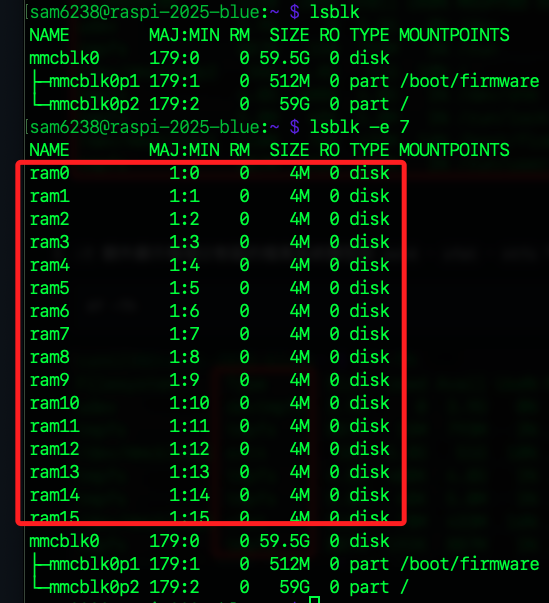 [sam6238@raspi-2025-blue:~ $ lsblk
NAME        MAJ:MIN RM  SIZE RO TYPE MOUNTPOINTS
mmcblk0     179:0    0 59.5G  0 disk
├─mmcblk0p1 179:1    0  512M  0 part /boot/firmware
└─mmcblk0p2 179:2    0   59G  0 part /
[sam6238@raspi-2025-blue:~ $ lsblk -e 7
NAME        MAJ:MIN RM  SIZE RO TYPE MOUNTPOINTS
ram0          1:0    0    4M  0 disk
ram1          1:1    0    4M  0 disk
ram2          1:2    0    4M  0 disk
ram3          1:3    0    4M  0 disk
ram4          1:4    0    4M  0 disk
ram5          1:5    0    4M  0 disk
ram6          1:6    0    4M  0 disk
ram7          1:7    0    4M  0 disk
ram8          1:8    0    4M  0 disk
ram9          1:9    0    4M  0 disk
ram10         1:10   0    4M  0 disk
ram11         1:11   0    4M  0 disk
ram12         1:12   0    4M  0 disk
ram13         1:13   0    4M  0 disk
ram14         1:14   0    4M  0 disk
ram15         1:15   0    4M  0 disk
mmcblk0     179:0    0 59.5G  0 disk
├─mmcblk0p1 179:1    0  512M  0 part /boot/firmware
└─mmcblk0p2 179:2    0   59G  0 part /